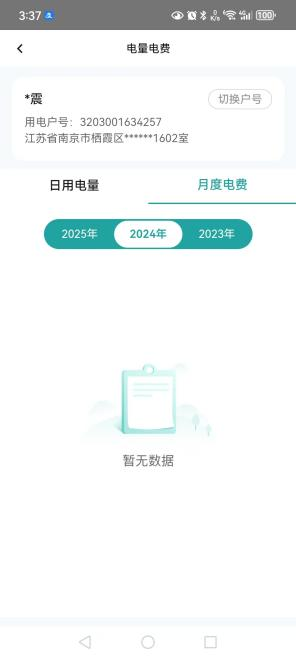 3:37
0
K/s
6
4G
100
电量电费
*震
切换户号
用电户号：3203001634257
江苏省南京市栖霞区******1602室
日用电量
月度电费
2025年
2024年
2023年
暂无数据